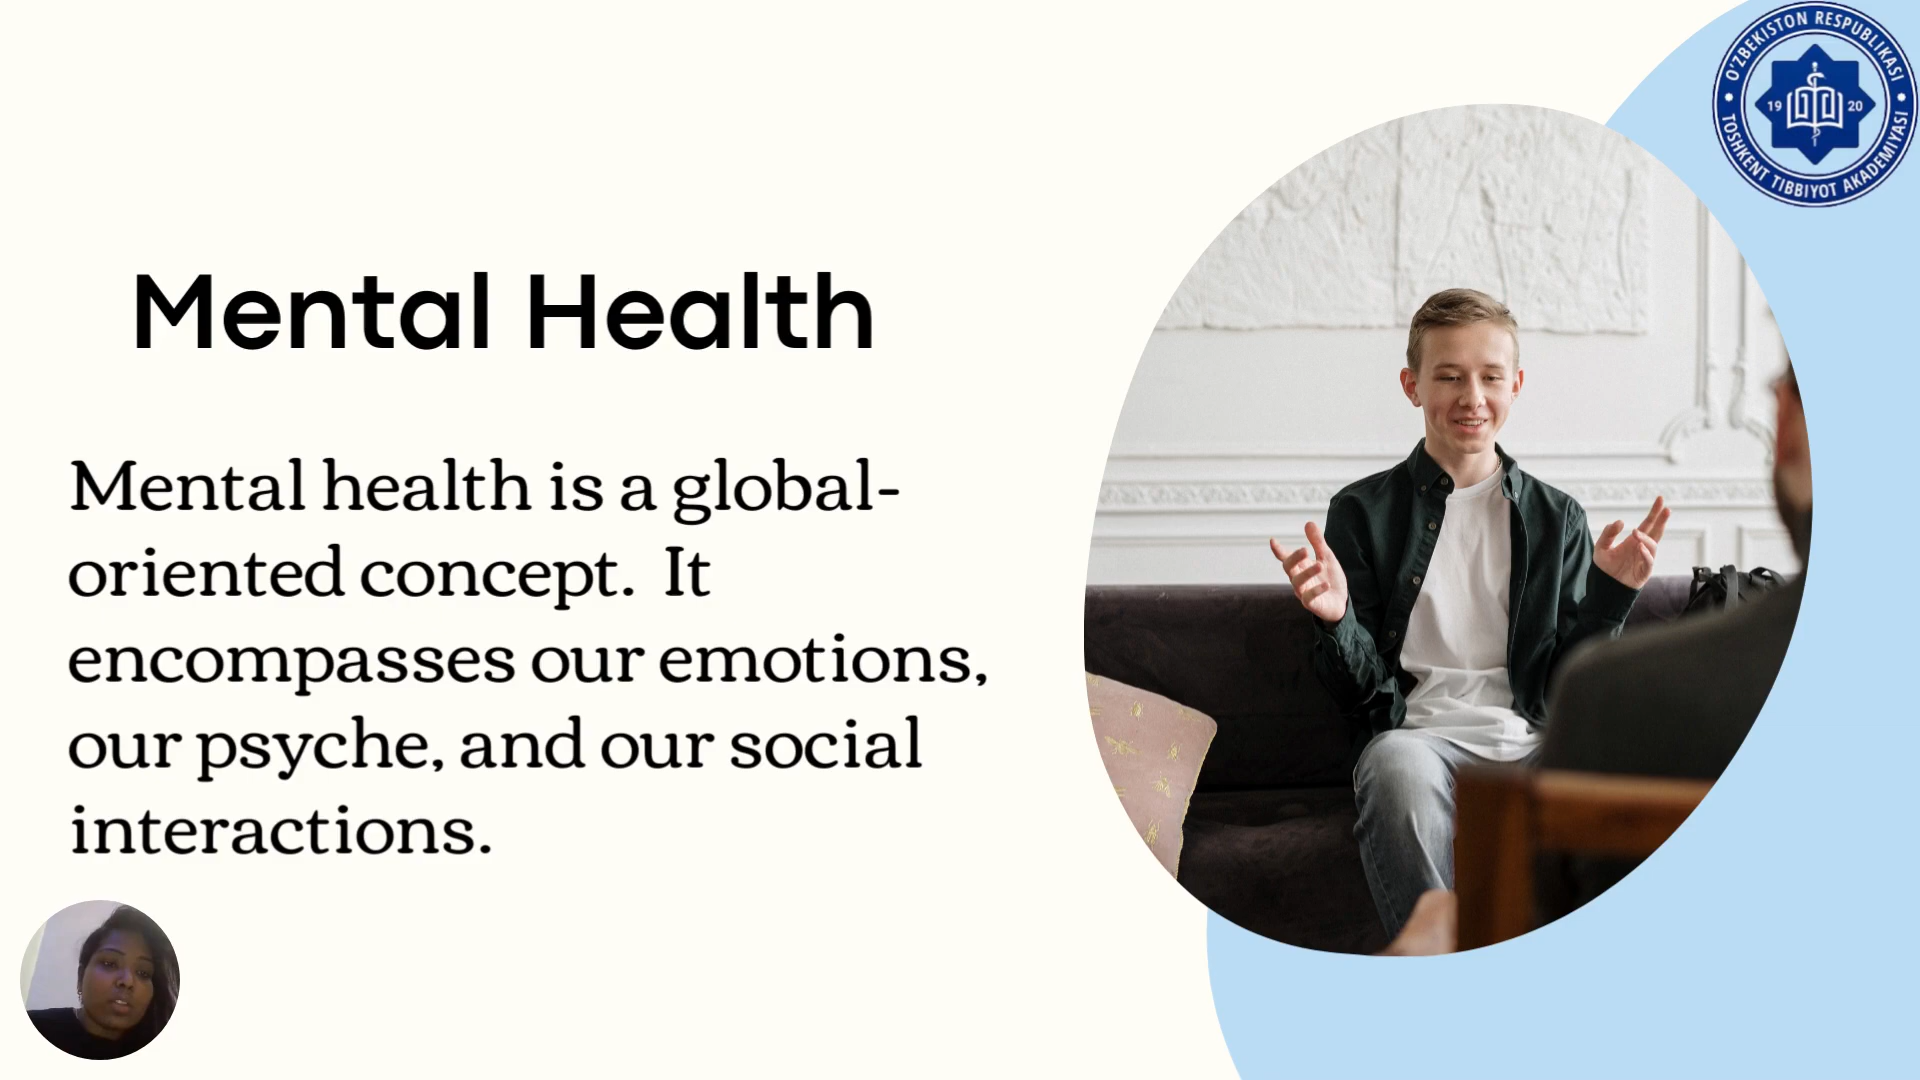 O'ZBEKISTON RESPUBLIKASI
19 20
TOSHKENT TIBBIYOT AKADEMIYASI
Mental Health
Mental health is a global-
oriented concept. It
encompasses our emotions,
our psyche, and our social
interactions.